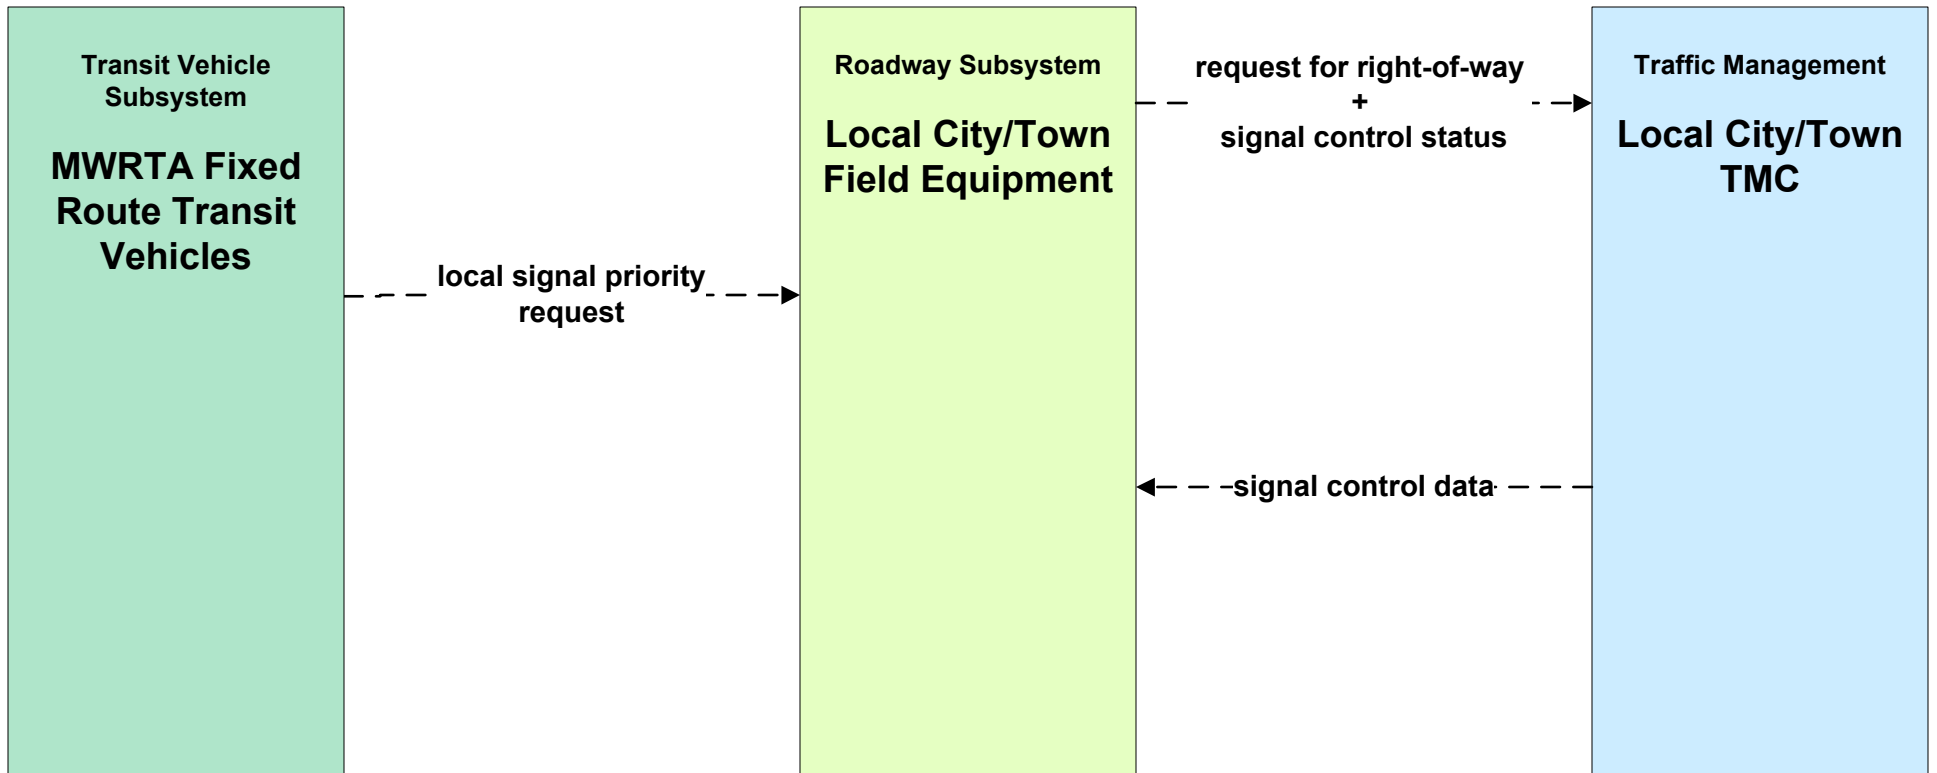 Transit Vehicle
Subsystem
MWRTA Fixed
Route Transit
Vehicles
local signal priority
request
Roadway Subsystem
Local City/Town
Field Equipment
request for right-of-way
+
signal control status
signal control data
Traffic Management
Local City/Town
TMC